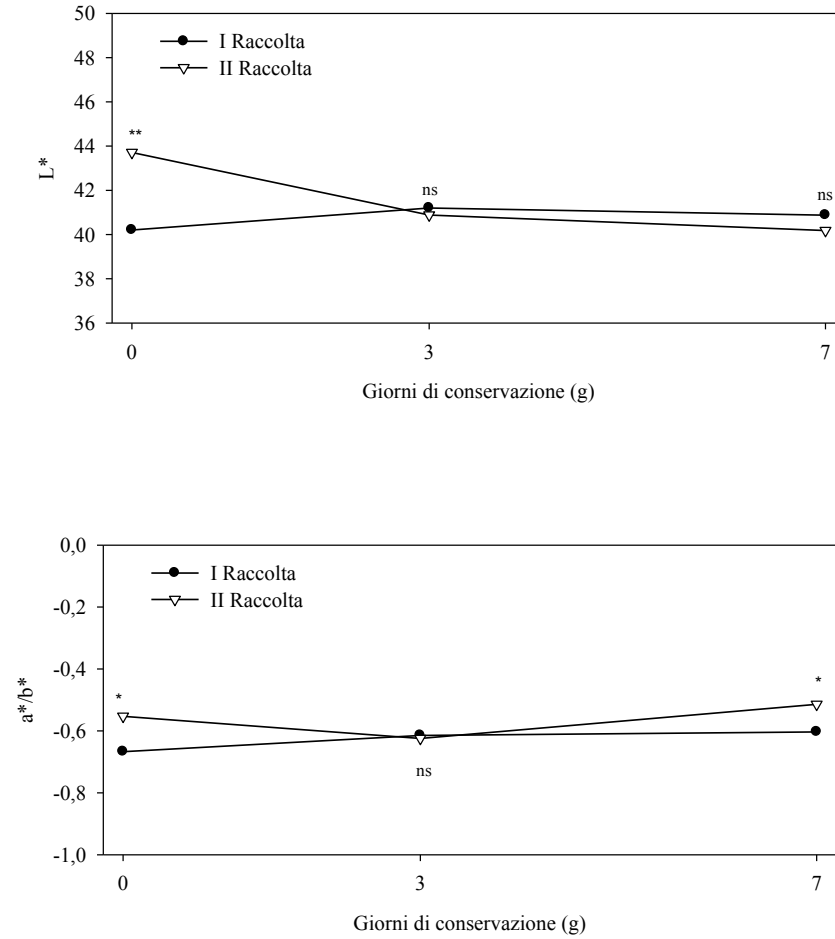 50
48
46
44
42
40
38
36
L*
I Raccolta
II Raccolta
**
ns
ns
0
3
7
Giorni di conservazione (g)
0,0
-0,2
-0,4
-0,6
-0,8
-1,0
a*/b*
I Raccolta
II Raccolta
*
ns
*
0
3
7
Giorni di conservazione (g)